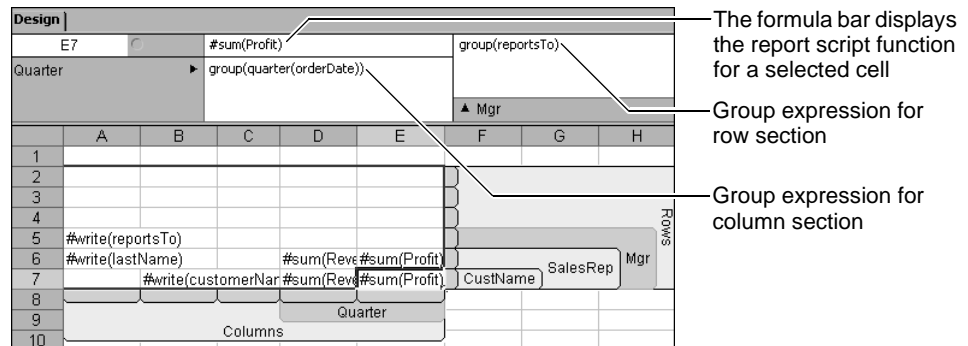 Design
E7 #sum(Profit) group(reportsTo)
Quarter group(quarter(orderDate))
Mgr
A B C D E F G H
1
2
3
4
5 #write(reportsTo)
6 #write(lastName) #sum(Reve #sum(Profit)
7 #write(customerNar #sum(Reve #sum(Profit)
8
9
10
CustName SalesRep Mgr Rows
Quarter
Columns
The formula bar displays
the report script function
for a selected cell
Group expression for
row section
Group expression for
column section